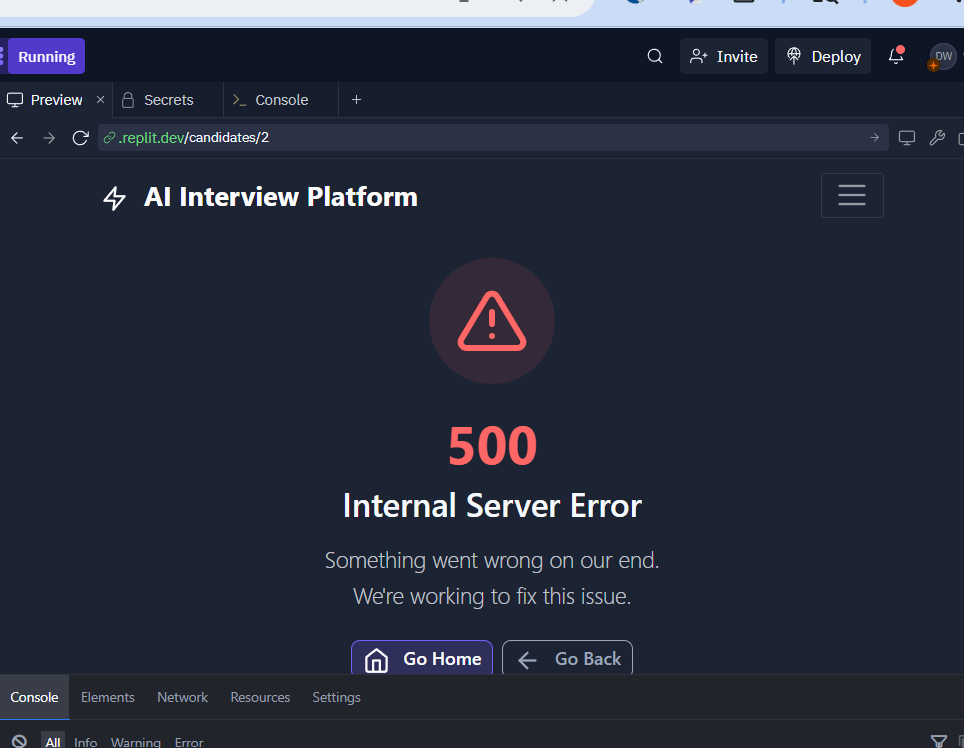 Running
Invite
Deploy
DW
Preview
Secrets
Console
.replit.dev/candidates/2
AI Interview Platform
500
Internal Server Error
Something went wrong on our end.
We're working to fix this issue.
Go Home
Go Back
Console Elements Network Resources Settings
All Info Warning Error